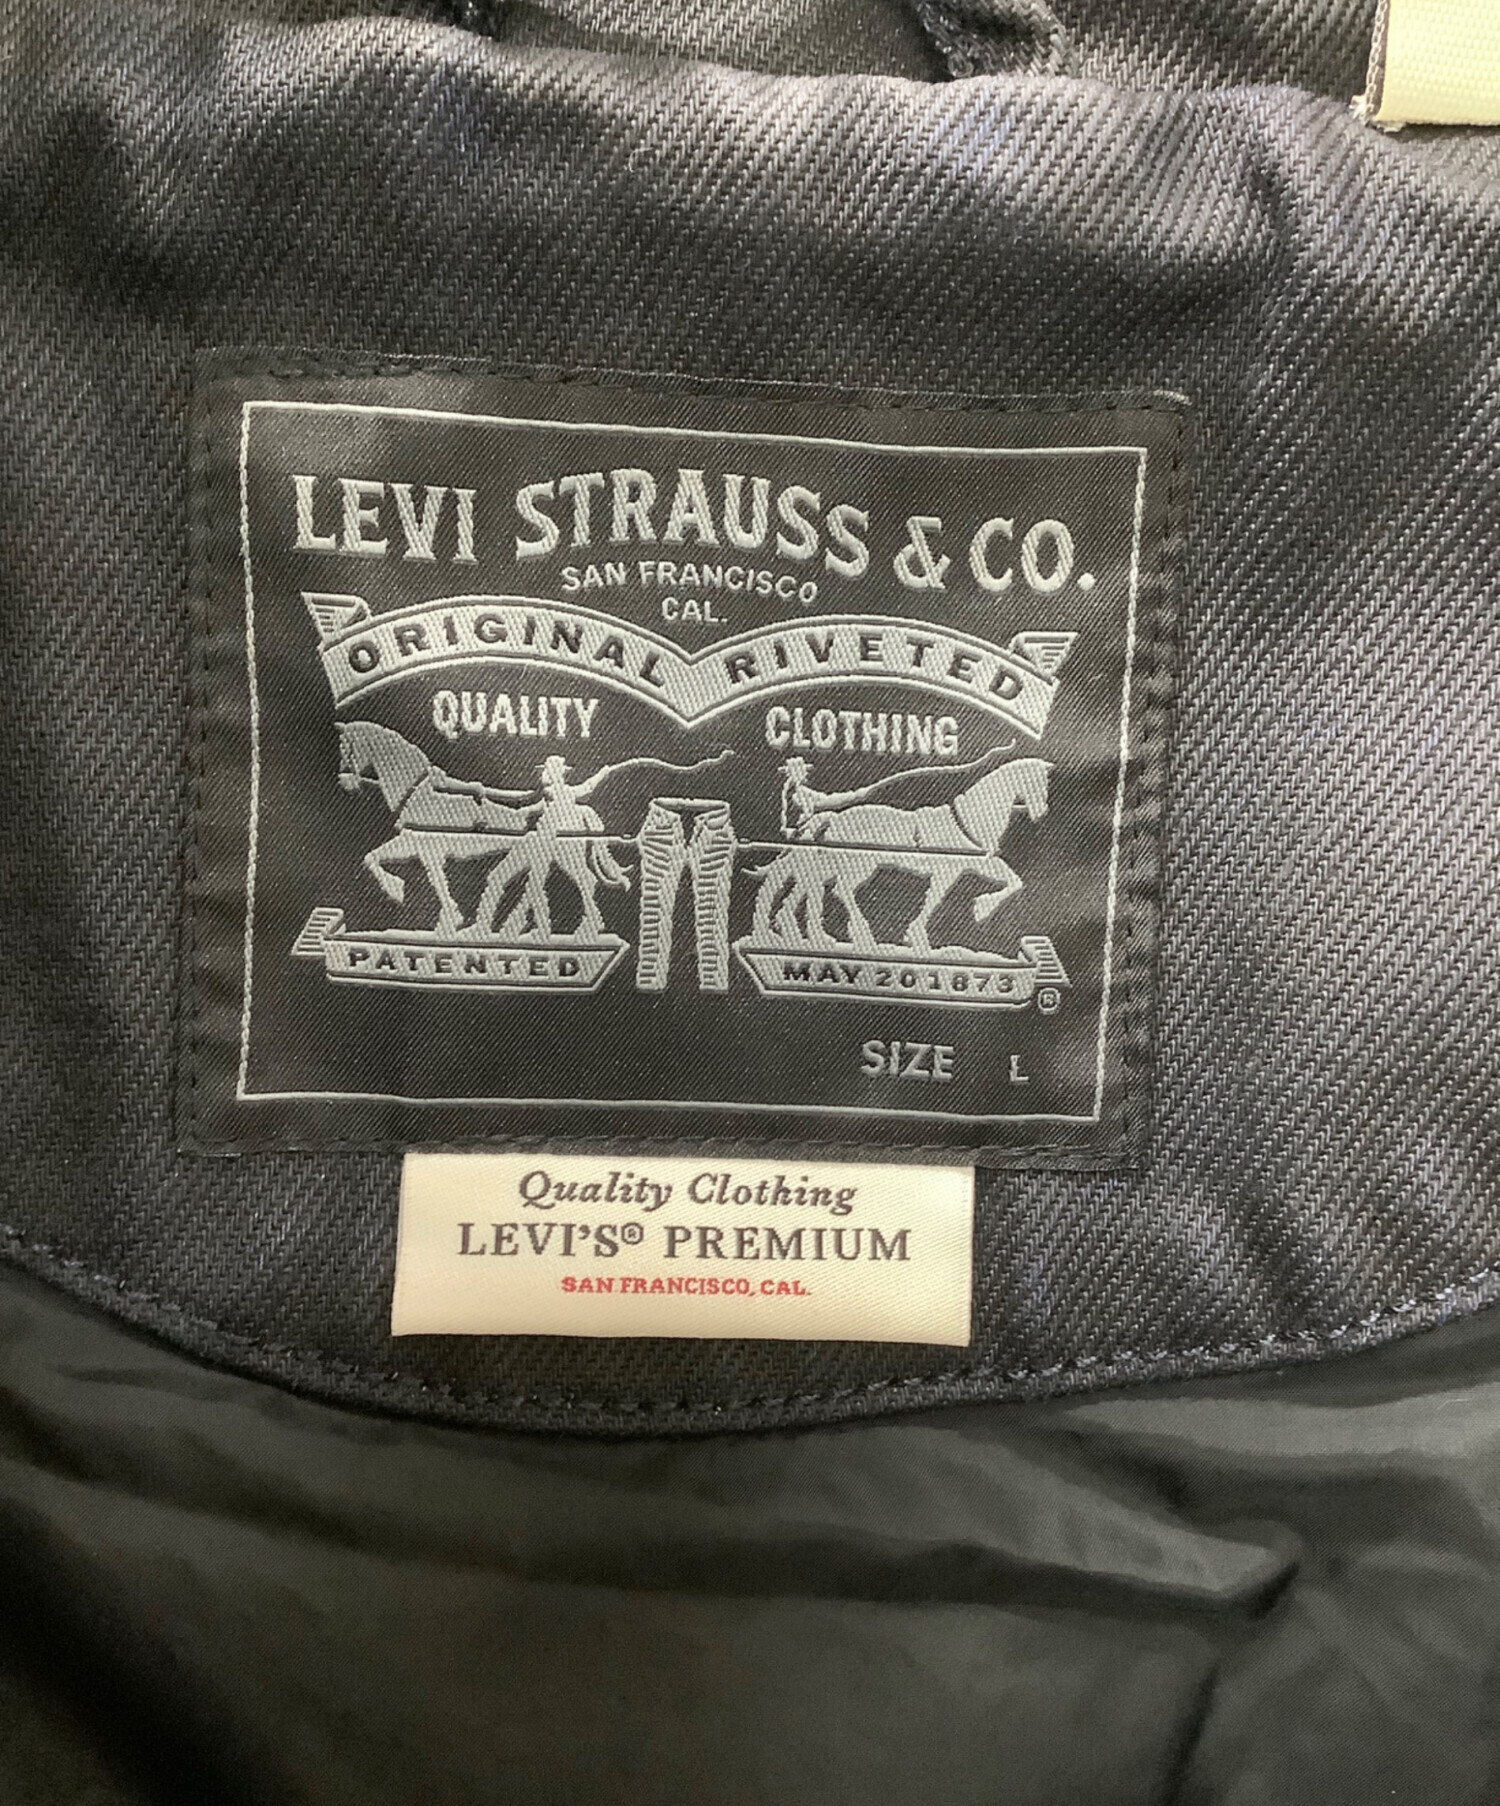 LEVI STRAUSS & CO.
SAN FRANCISCO
CAL.
ORIGINAL RIVETED
QUALITY CLOTHING
PATENTED MAY 20 1873
®
SIZE L
Quality Clothing
LEVI'S® PREMIUM
SAN FRANCISCO, CAL.